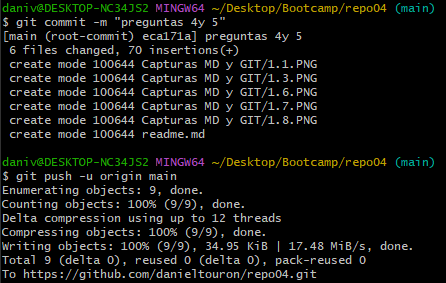 daniv@DESKTOP-NC34JS2 MINGW64 ~/Desktop/Bootcamp/repo04 (main)
$ git commit -m "preguntas 4y 5"
[main (root-commit) eca171a] preguntas 4y 5
 6 files changed, 70 insertions(+)
 create mode 100644 Capturas MD y GIT/1.1.PNG
 create mode 100644 Capturas MD y GIT/1.3.PNG
 create mode 100644 Capturas MD y GIT/1.6.PNG
 create mode 100644 Capturas MD y GIT/1.7.PNG
 create mode 100644 Capturas MD y GIT/1.8.PNG
 create mode 100644 readme.md
daniv@DESKTOP-NC34JS2 MINGW64 ~/Desktop/Bootcamp/repo04 (main)
$ git push -u origin main
Enumerating objects: 9, done.
Counting objects: 100% (9/9), done.
Delta compression using up to 12 threads
Compressing objects: 100% (9/9), done.
Writing objects: 100% (9/9), 34.95 KiB | 17.48 MiB/s, done.
Total 9 (delta 0), reused 0 (delta 0), pack-reused 0
To https://github.com/danieltouron/repo04.git